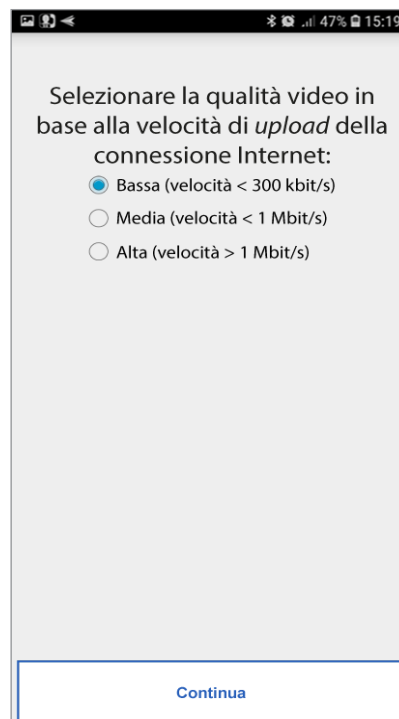 47% 15:19
Selezionare la qualità video in
base alla velocità di upload della
connessione Internet:
Bassa (velocità < 300 kbit/s)
Media (velocità < 1 Mbit/s)
Alta (velocità > 1 Mbit/s)
Continua